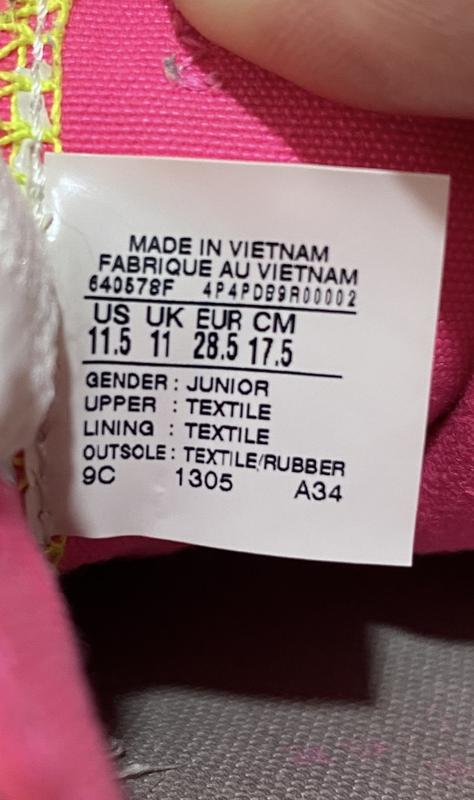 MADE IN VIETNAM
FABRIQUE AU VIETNAM
640578F 4P4PDB9R00002
US UK EUR CM
11.5 11 28.5 17.5
GENDER : JUNIOR
UPPER : TEXTILE
LINING : TEXTILE
OUTSOLE : TEXTILE/RUBBER
9C 1305 A34